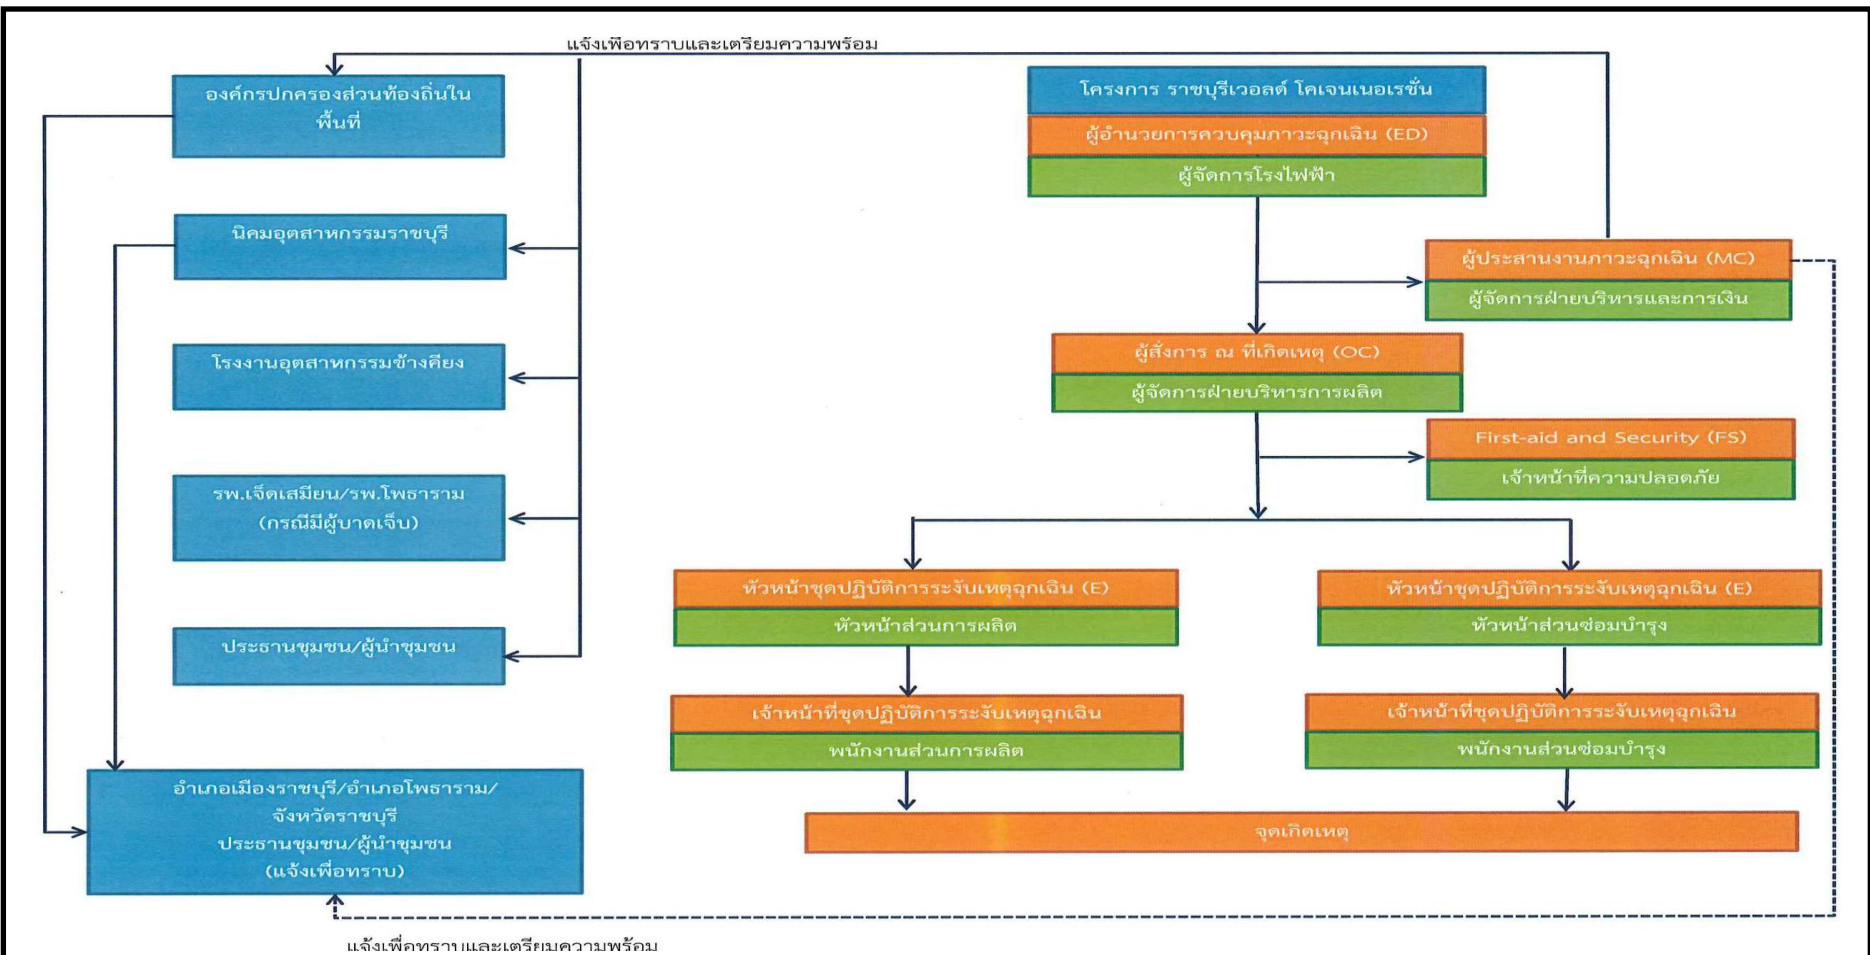 แจ้งเพื่อทราบและเตรียมความพร้อม
องค์กรปกครองส่วนท้องถิ่นใน
พื้นที่
นิคมอุตสาหกรรมราชบุรี
โรงงานอุตสาหกรรมข้างคียง
รพ.เจ็ดเสมียน/รพ.โพธาราม
(กรณีมีผู้บาดเจ็บ)
ประธานชุมชน/ผู้นำชุมชน
อำเภอเมืองราชบุรี/อำเภอโพธาราม/
จังหวัดราชบุรี
ประธานชุมชน/ผู้นำชุมชน
(แจ้งเพื่อทราบ)
โครงการ ราชบุรีเวอลด์ โคเจนเนอเรชั่น
ผู้อำนวยการควบคุมภาวะฉุกเฉิน (ED)
ผู้จัดการโรงไฟฟ้า
ผู้ประสานงานภาวะฉุกเฉิน (MC)
ผู้จัดการฝ่ายบริหารและการเงิน
ผู้สั่งการ ณ ที่เกิดเหตุ (OC)
ผู้จัดการฝ่ายบริหารการผลิต
First-aid and Security (FS)
เจ้าหน้าที่ความปลอดภัย
หัวหน้าชุดปฏิบัติการระงับเหตุฉุกเฉิน (E)
หัวหน้าส่วนการผลิต
หัวหน้าชุดปฏิบัติการระงับเหตุฉุกเฉิน (E)
หัวหน้าส่วนซ่อมบำรุง
เจ้าหน้าที่ชุดปฏิบัติการระงับเหตุฉุกเฉิน
พนักงานส่วนการผลิต
เจ้าหน้าที่ชุดปฏิบัติการระงับเหตุฉุกเฉิน
พนักงานส่วนซ่อมบำรุง
จุดเกิดเหตุ
แจ้งเพื่อทราบและเตรียมความพร้อม